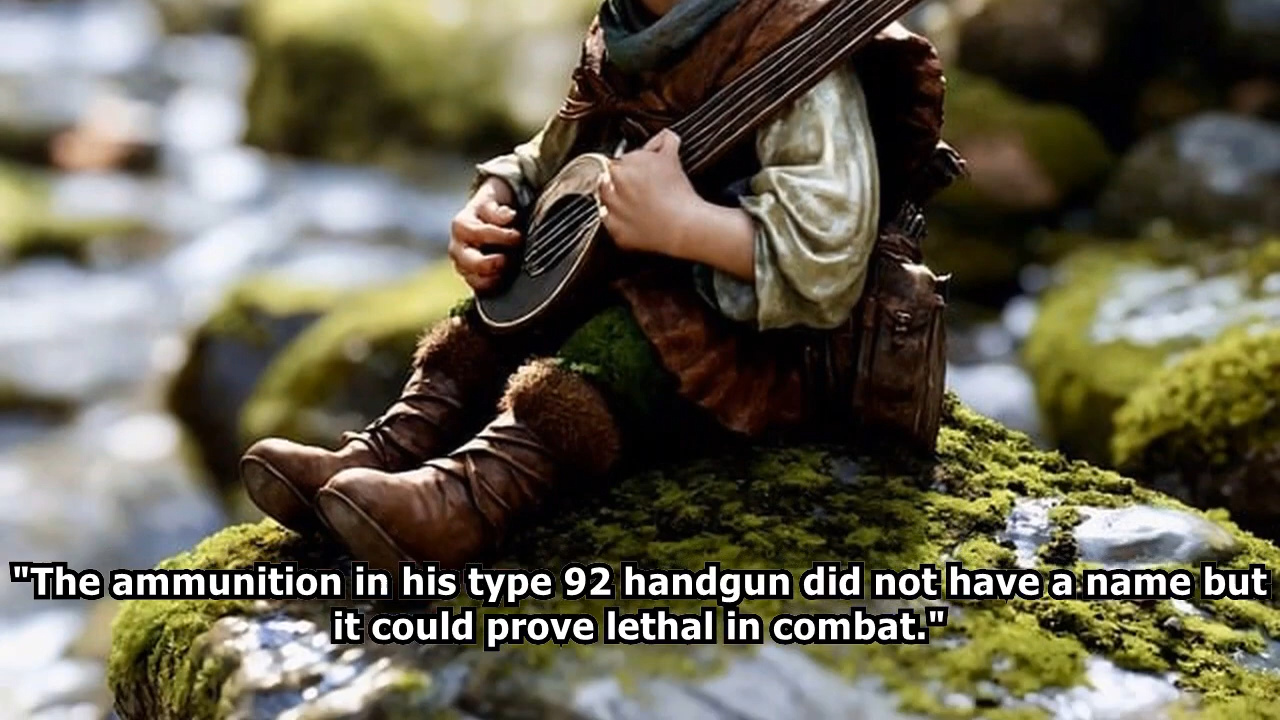 "The ammunition in his type 92 handgun did not have a name but
it could prove lethal in combat."